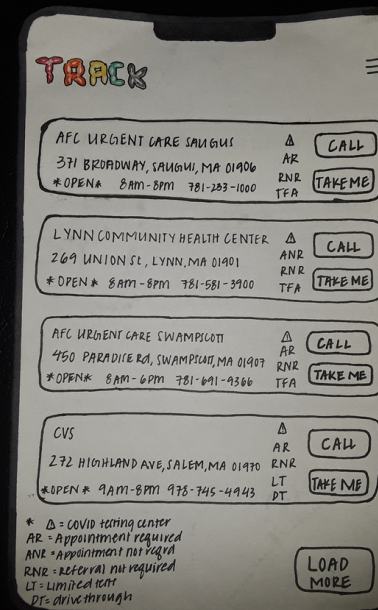 TRACK
AFC URGENT CARE SAUGUS
371 BROADWAY, SAUGUI, MA 01906
*OPEN* 8AM-8PM 781-233-1000
⚠
AR
RNR
TFA
CALL
TAKE ME
LYNN COMMUNITY HEALTH CENTER
269 UNION St, LYNN, MA 01901
*OPEN* 8AM-8PM 781-581-3900
⚠
ANR
RNR
TFA
CALL
TAKE ME
AFC URGENT CARE SWAMPSCOTT
450 PARADISE Rd, SWAMPSCOTT, MA 01907
*OPEN* 8AM-6PM 781-691-9366
⚠
AR
RNR
TFA
CALL
TAKE ME
CVS
272 HIGHLAND AVE, SALEM, MA 01970
*OPEN* 9AM-8PM 978-745-4943
⚠
AR
RNR
LT
DT
CALL
TAKE ME
* ⚠ = COVID testing center
AR = Appointment required
ANR = Appointment not reqrd
RNR = Referral not required
LT = Limited test
DT = drive through
LOAD
MORE